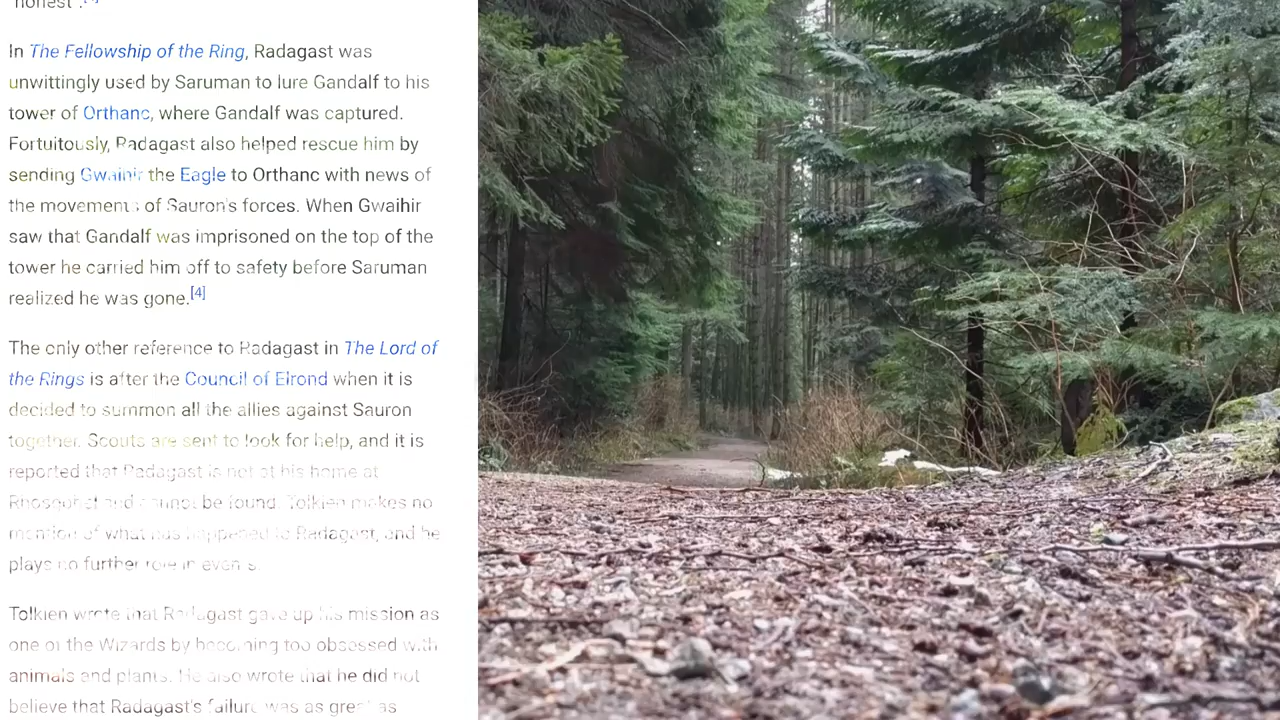 "honest".
In The Fellowship of the Ring, Radagast was
unwittingly used by Saruman to lure Gandalf to his
tower of Orthanc, where Gandalf was captured.
Fortuitously, Radagast also helped rescue him by
sending Gwaihir the Eagle to Orthanc with news of
the movements of Sauron's forces. When Gwaihir
saw that Gandalf was imprisoned on the top of the
tower he carried him off to safety before Saruman
realized he was gone.[4]
The only other reference to Radagast in The Lord of
the Rings is after the Council of Elrond when it is
decided to summon all the allies against Sauron
together. Scouts are sent to look for help, and it is
reported that Radagast is not at his home at
Rhosgobel and cannot be found. Tolkien makes no
mention of what has happened to Radagast, and he
plays no further role in events.
Tolkien wrote that Radagast gave up his mission as
one of the Wizards by becoming too obsessed with
animals and plants. He also wrote that he did not
believe that Radagast's failure was as great as